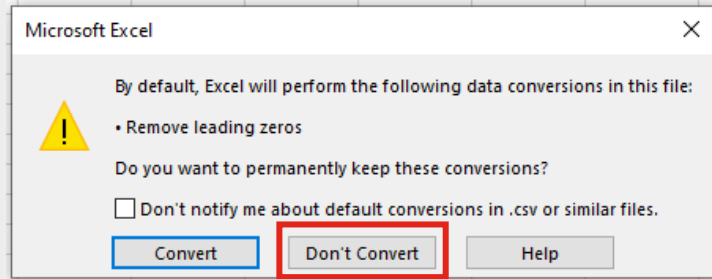 Microsoft Excel
By default, Excel will perform the following data conversions in this file:
• Remove leading zeros
Do you want to permanently keep these conversions?
Don't notify me about default conversions in .csv or similar files.
Convert Don't Convert Help